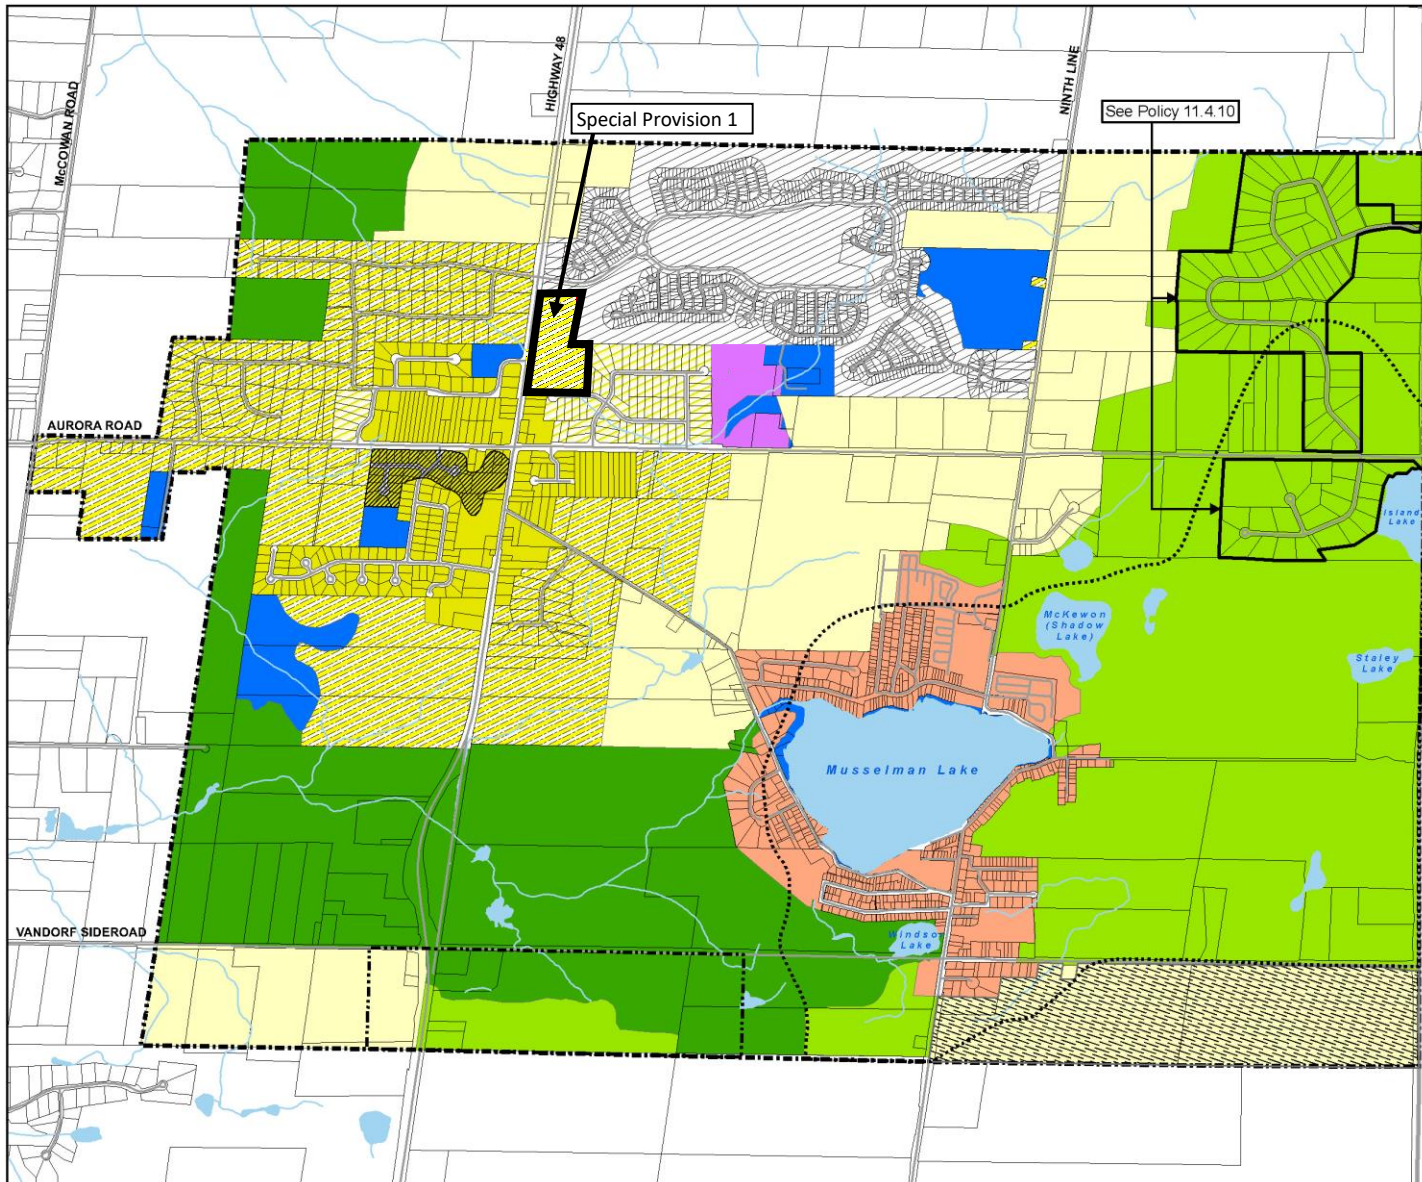 McCOWAN ROAD
HIGHWAY 48
NINTH LINE
Special Provision 1
See Policy 11.4.10
AURORA ROAD
Island
Lake
McKewon
(Shadow
Lake)
Staley
Lake
Musselman Lake
VANDORF SIDEROAD
Windso
Lake